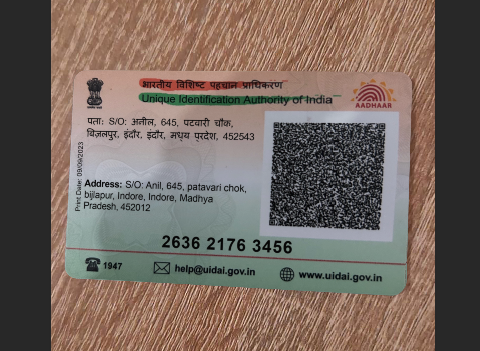 भारतीय विशिष्ट पहचान प्राधिकरण
Unique Identification Authority of India
AADHAAR
पता: S/O: अनील, 645, पटवारी चौक,
बिजलपुर, इंदौर, इंदौर, मध्य प्रदेश, 452543
Print Date: 09/09/2023
Address: S/O: Anil, 645, patavari chok,
bijlapur, Indore, Indore, Madhya
Pradesh, 452012
2636 2176 3456
1947
help@uidai.gov.in
www.uidai.gov.in